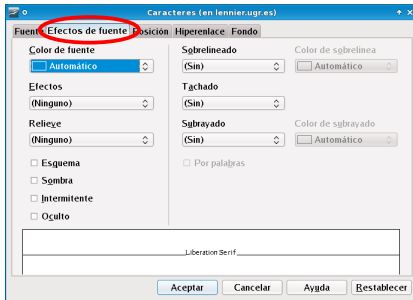 Caracteres (en lennier.ugr.es)
Fuente Efectos de fuente Posición Hiperenlace Fondo
Color de fuente
Automático
Efectos
(Ninguno)
Relieve
(Ninguno)
Esquema
Sombra
Intermitente
Oculto
Sobrelineado
(Sin)
Tachado
(Sin)
Subrayado
(Sin)
Por palabras
Color de sobrelinea
Automático
Color de subrayado
Automático
Liberation Serif
Aceptar Cancelar Ayuda Restablecer